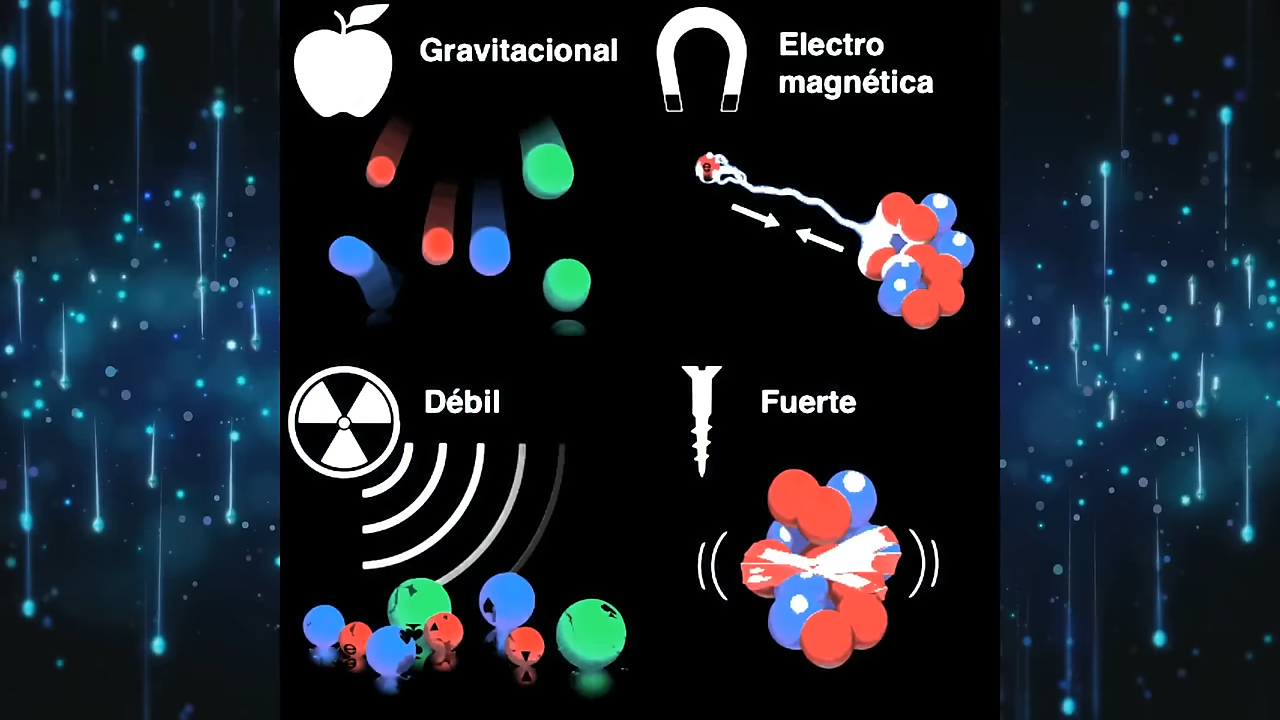 Gravitacional
Electro
magnética
e
Débil
Fuerte